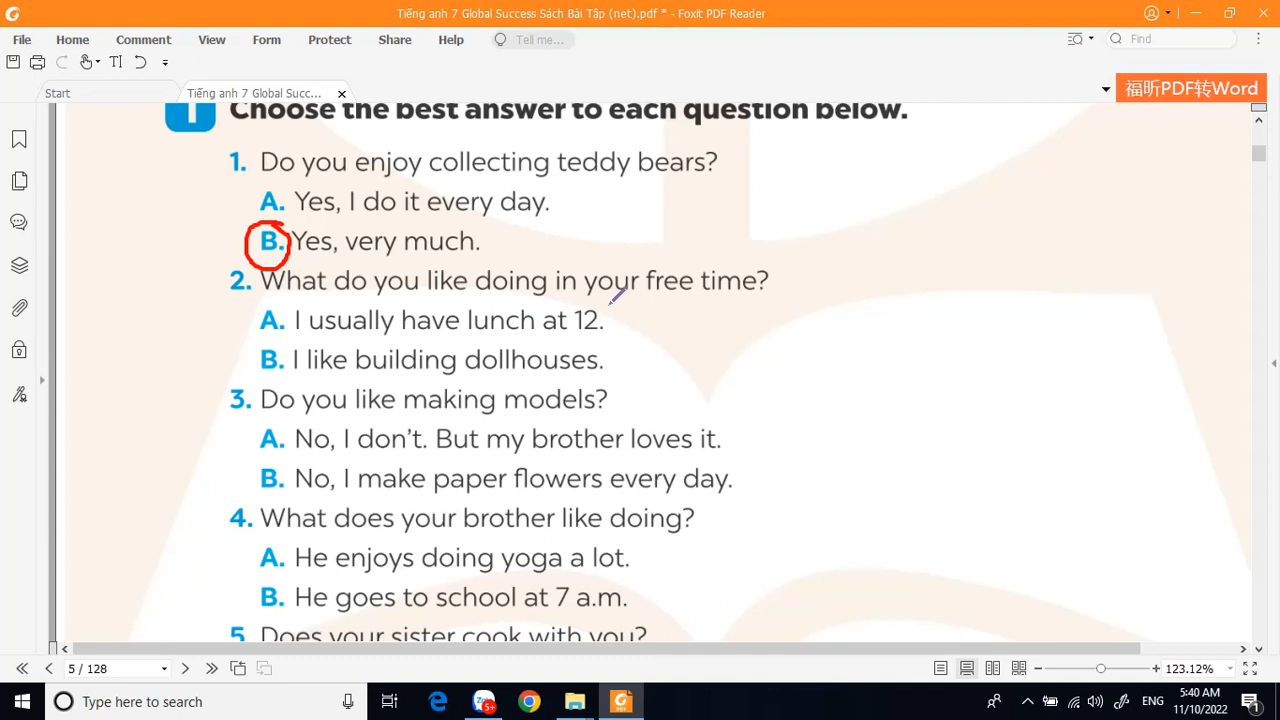 Tiếng anh 7 Global Success Sách Bài Tập (net).pdf * - Foxit PDF Reader
File Home Comment View Form Protect Share Help Tell me... Find
Start Tiếng anh 7 Global Succ... 福昕PDF转Word
1 Choose the best answer to each question below.
1. Do you enjoy collecting teddy bears?
A. Yes, I do it every day.
B. Yes, very much.
2. What do you like doing in your free time?
A. I usually have lunch at 12.
B. I like building dollhouses.
3. Do you like making models?
A. No, I don't. But my brother loves it.
B. No, I make paper flowers every day.
4. What does your brother like doing?
A. He enjoys doing yoga a lot.
B. He goes to school at 7 a.m.
5. Does your sister cook with you?
5 / 128 123.12%
Type here to search Zalo 5+ ENG 5:40 AM
11/10/2022 1